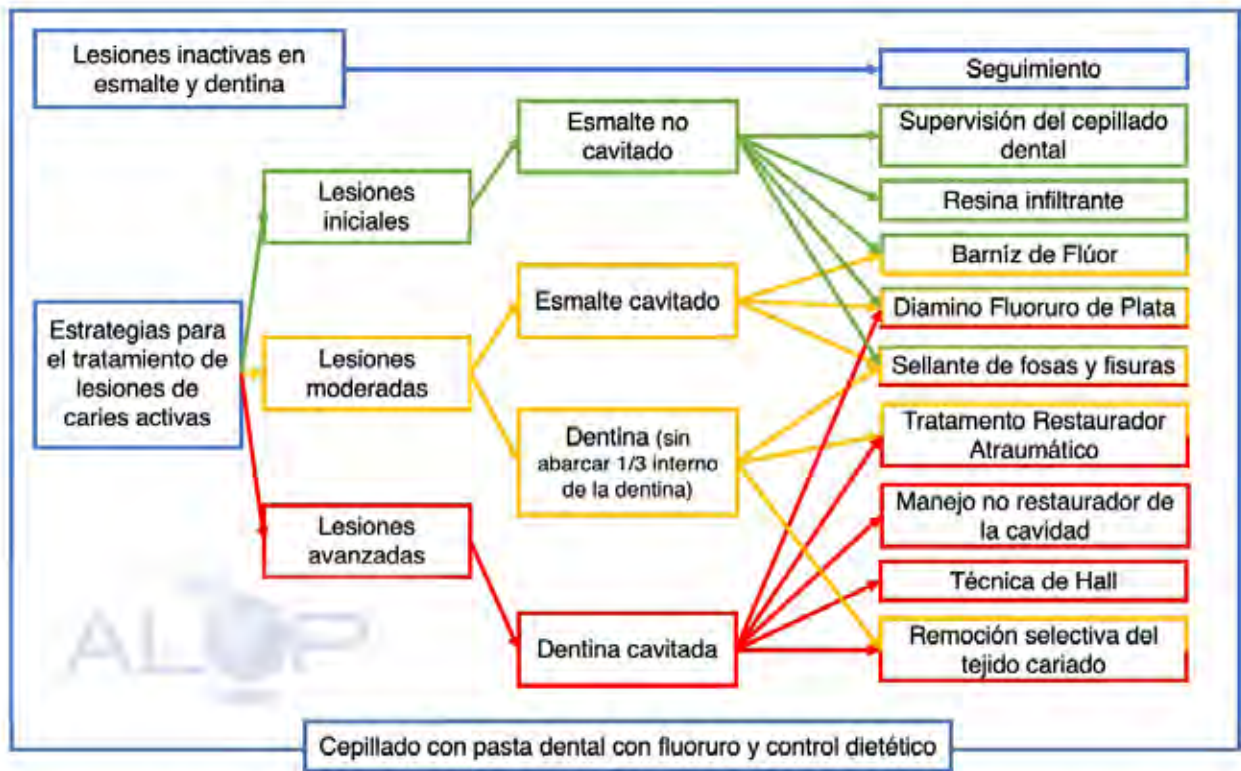 Lesiones inactivas en
esmalte y dentina
Seguimiento
Esmalte no
cavitado
Supervisión del cepillado
dental
Lesiones
iniciales
Resina infiltrante
Barníz de Flúor
Esmalte cavitado
Estrategias para
el tratamiento de
lesiones de
caries activas
Diamino Fluoruro de Plata
Lesiones
moderadas
Sellante de fosas y fisuras
Dentina (sin
abarcar 1/3 interno
de la dentina)
Tratamento Restaurador
Atraumático
Lesiones
avanzadas
Manejo no restaurador de
la cavidad
Técnica de Hall
Dentina cavitada
Remoción selectiva del
tejido cariado
ALOP
Cepillado con pasta dental con fluoruro y control dietético